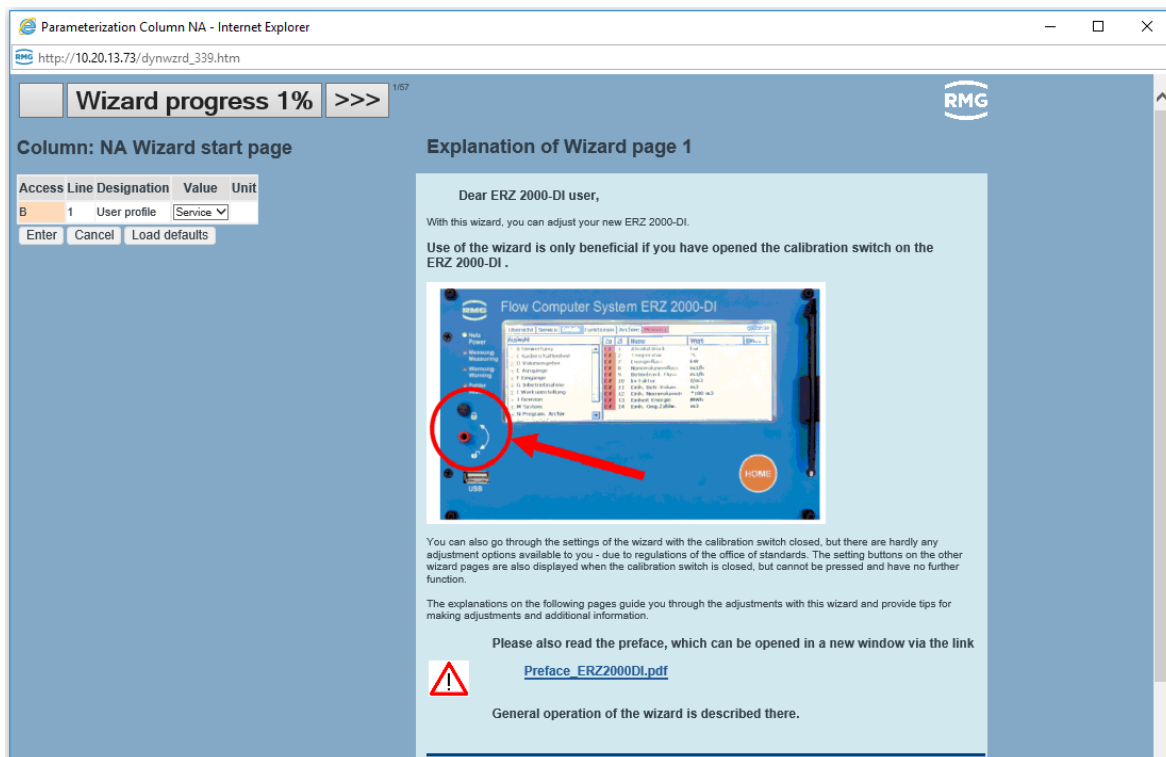 Parameterization Column NA - Internet Explorer
RMG http://10.20.13.73/dynwzrd_339.htm
Wizard progress 1% >>> 1/57
RMG
Column: NA Wizard start page
Access Line Designation Value Unit
B 1 User profile Service
Enter Cancel Load defaults
Explanation of Wizard page 1
Dear ERZ 2000-DI user,
With this wizard, you can adjust your new ERZ 2000-DI.
Use of the wizard is only beneficial if you have opened the calibration switch on the
ERZ 2000-DI .
RMG Flow Computer System ERZ 2000-DI
Power
Measuring
Warnung
Warning
HOME
USB
You can also go through the settings of the wizard with the calibration switch closed, but there are hardly any
adjustment options available to you - due to regulations of the office of standards. The setting buttons on the other
wizard pages are also displayed when the calibration switch is closed, but cannot be pressed and have no further
function.
The explanations on the following pages guide you through the adjustments with this wizard and provide tips for
making adjustments and additional information.
Please also read the preface, which can be opened in a new window via the link
Preface_ERZ2000DI.pdf
General operation of the wizard is described there.